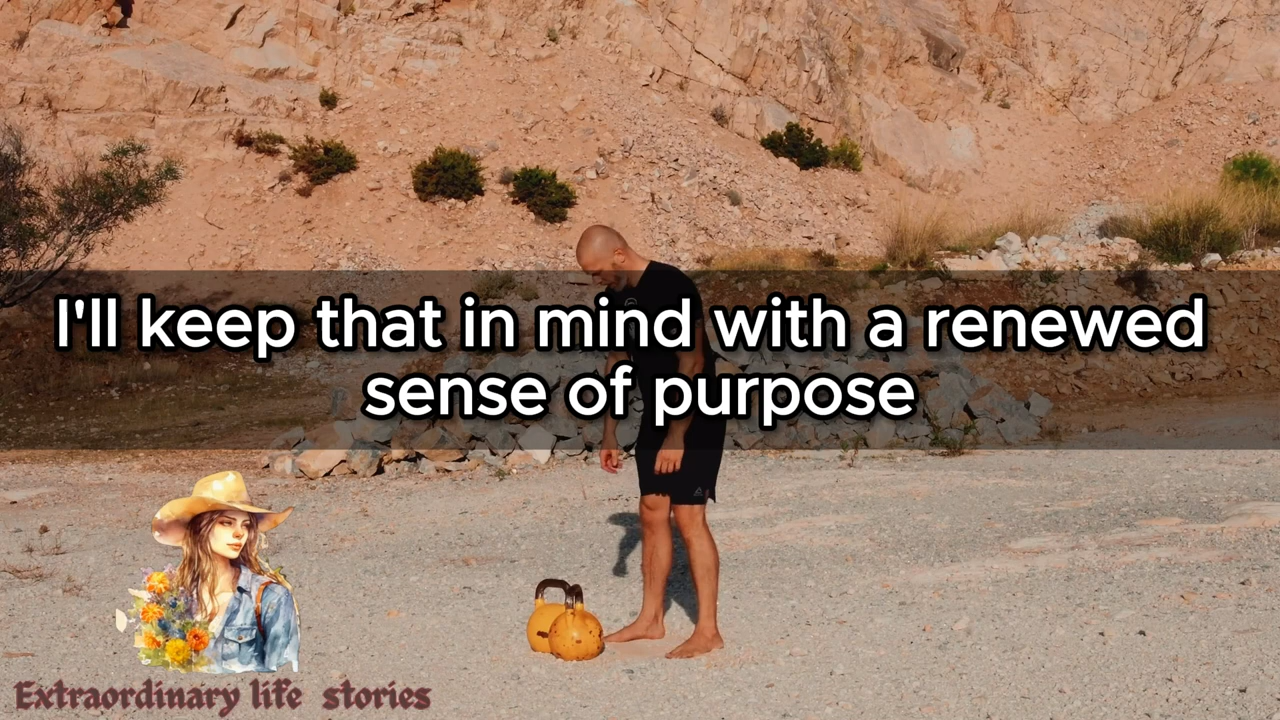 I'll keep that in mind with a renewed
sense of purpose
Extraordinary life stories